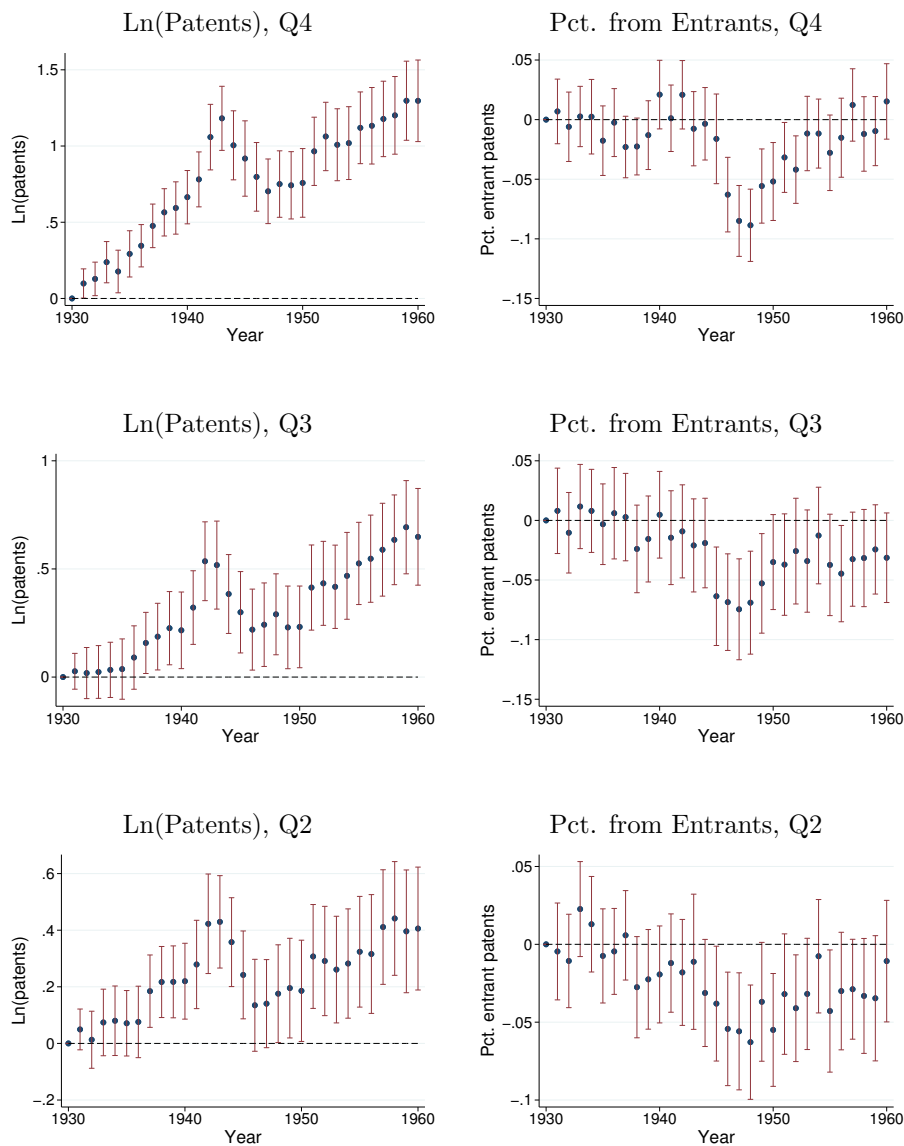 Ln(Patents), Q4
Ln(patents)
1.5
1
.5
0
1930
1940
1950
1960
Year
Pct. from Entrants, Q4
Pct. entrant patents
.05
0
-.05
-.1
-.15
1930
1940
1950
1960
Year
Ln(Patents), Q3
Ln(patents)
1
.5
0
1930
1940
1950
1960
Year
Pct. from Entrants, Q3
Pct. entrant patents
.05
0
-.05
-.1
-.15
1930
1940
1950
1960
Year
Ln(Patents), Q2
Ln(patents)
.6
.4
.2
0
-.2
1930
1940
1950
1960
Year
Pct. from Entrants, Q2
Pct. entrant patents
.05
0
-.05
-.1
1930
1940
1950
1960
Year